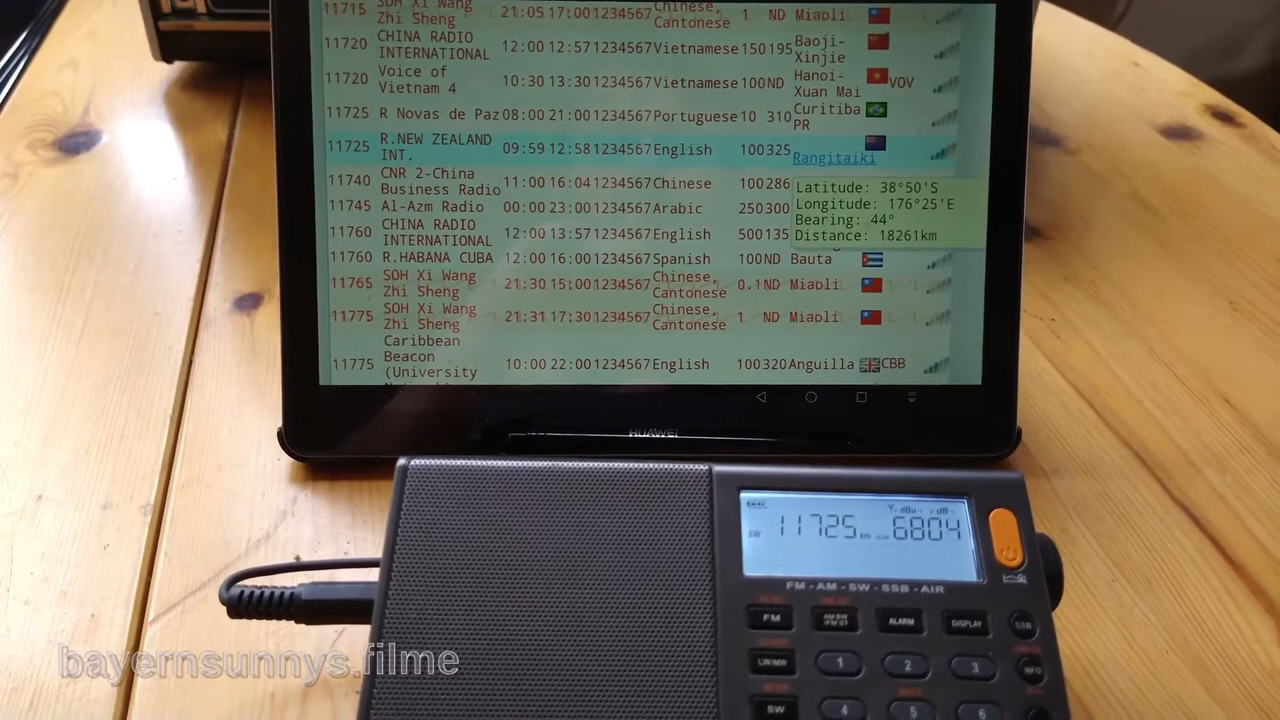 11715 SOH Xi Wang Zhi Sheng 21:05 17:00 1234567 Chinese, Cantonese 1 ND Miaoli
11720 CHINA RADIO INTERNATIONAL 12:00 12:57 1234567 Vietnamese 150 195 Baoji-Xinjie
11720 Voice of Vietnam 4 10:30 13:30 1234567 Vietnamese 100 ND Hanoi-Xuan Mai VOV
11725 R Novas de Paz 08:00 21:00 1234567 Portuguese 10 310 Curitiba PR
11725 R.NEW ZEALAND INT. 09:59 12:58 1234567 English 100 325 Rangitaiki
11740 CNR 2-China Business Radio 11:00 16:04 1234567 Chinese 100 286
11745 Al-Azm Radio 00:00 23:00 1234567 Arabic 250 300
11760 CHINA RADIO INTERNATIONAL 12:00 13:57 1234567 English 500 135
Latitude: 38°50'S
Longitude: 176°25'E
Bearing: 44°
Distance: 18261km
11760 R.HABANA CUBA 12:00 16:00 1234567 Spanish 100 ND Bauta
11765 SOH Xi Wang Zhi Sheng 21:30 15:00 1234567 Chinese, Cantonese 0.1 ND Miaoli
11775 SOH Xi Wang Zhi Sheng 21:31 17:30 1234567 Chinese, Cantonese 1 ND Miaoli
11775 Caribbean Beacon (University 10:00 22:00 1234567 English 100 320 Anguilla CBB
HUAWEI
SW 11725 6804
FM - AM - SW - SSB - AIR
FM AM BW /FM ST ALARM DISPLAY SSB
LW/MW 1 2 3 INFO
SW 4 5 6
bayernsunnys.filme